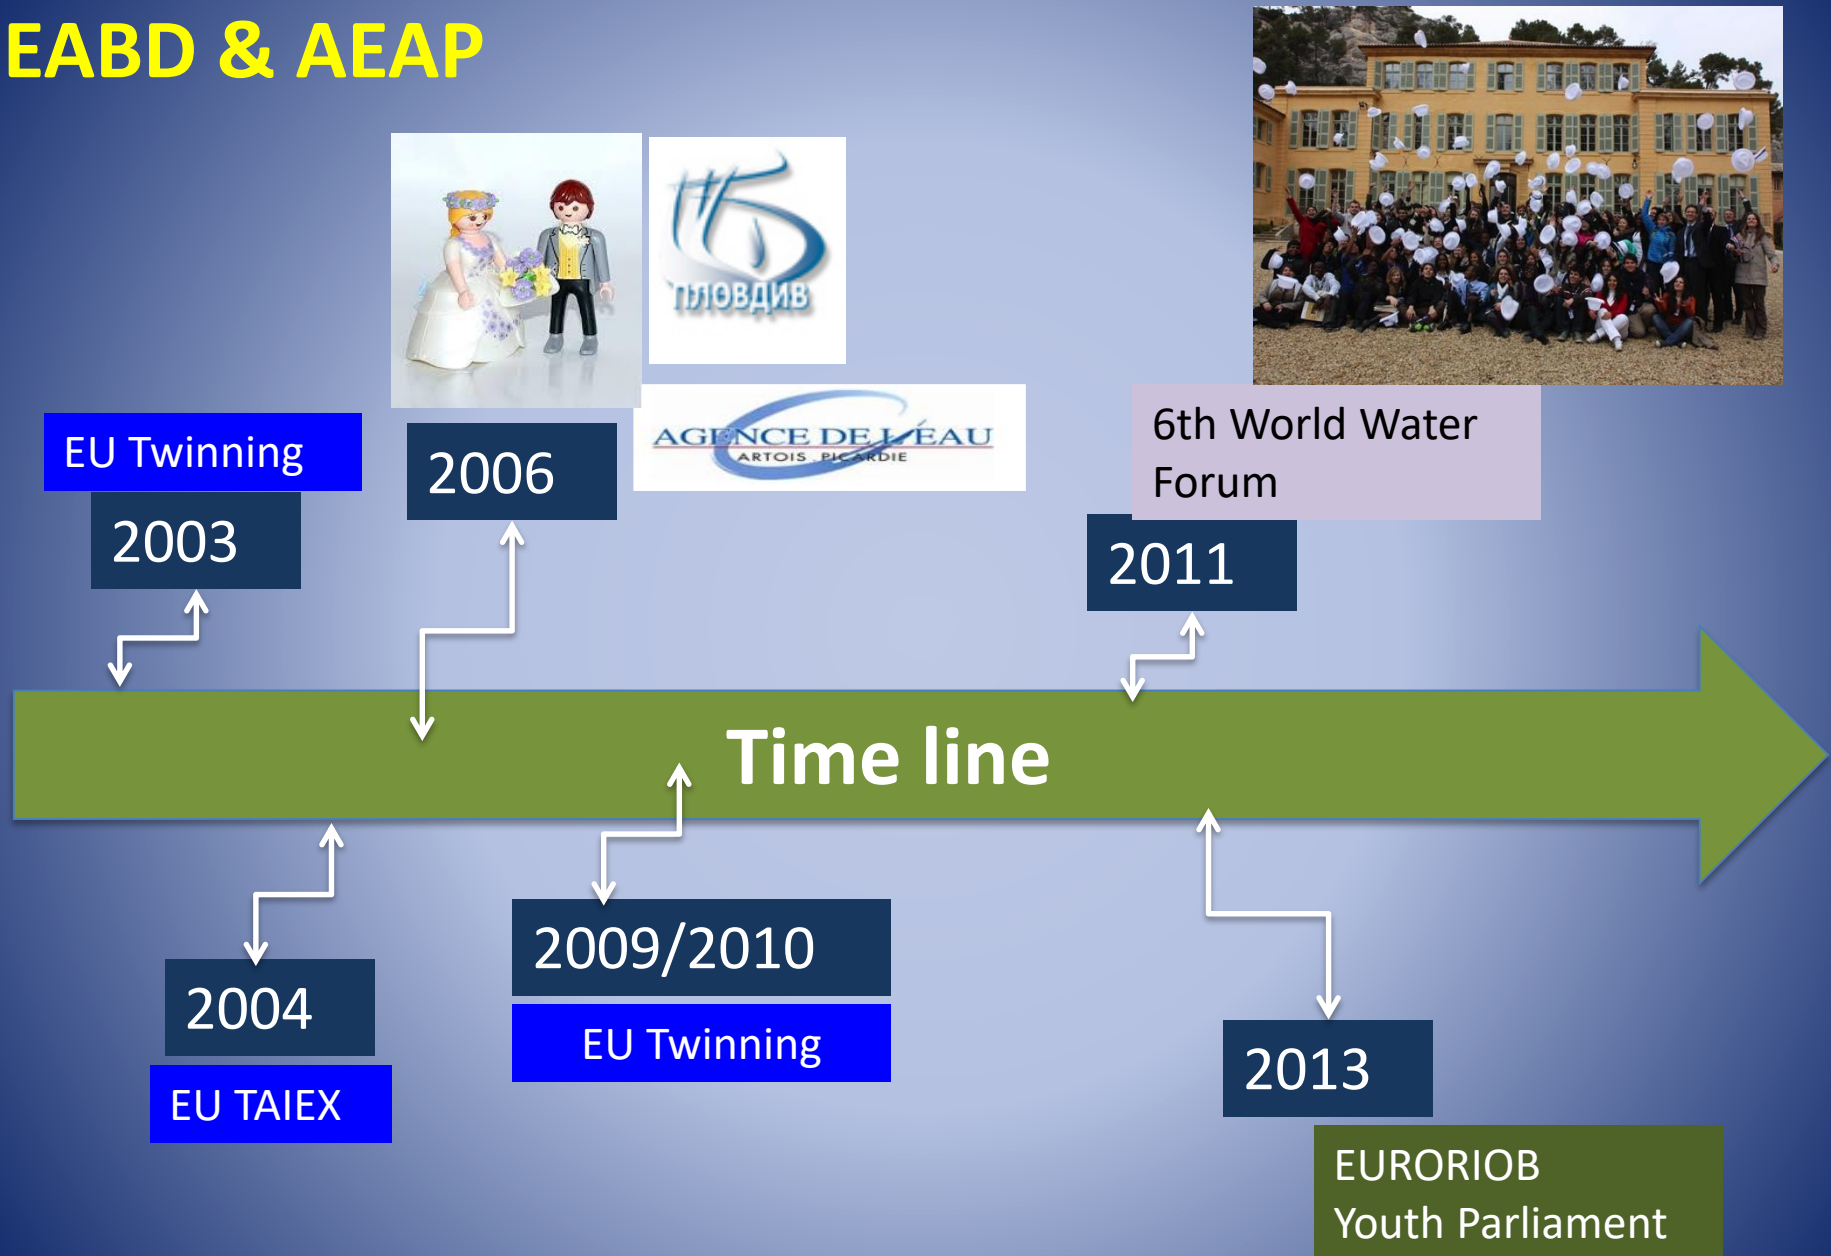 EABD & AEAP
ПЛОВДИВ
AGENCE DE L'ÉAU
ARTOIS . PICARDIE
EU Twinning
2003
2006
6th World Water
Forum
2011
Time line
2004
EU TAIEX
2009/2010
EU Twinning
2013
EURORIOB
Youth Parliament